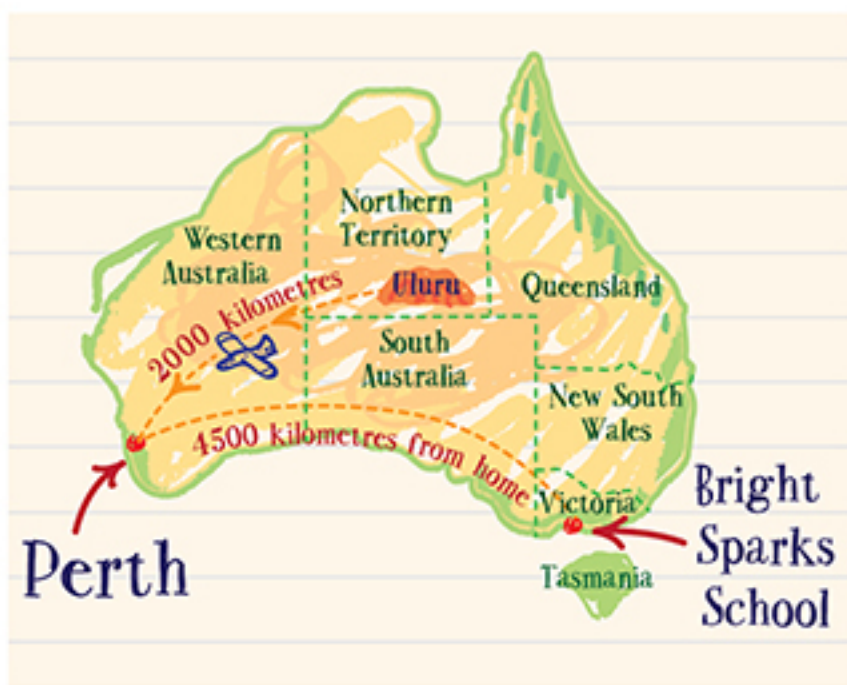 Northern
Territory
Western
Australia
Uluru
Queensland
2000 kilometres
South
Australia
New South
Wales
4500 kilometres from home
Victoria
Bright
Sparks
School
Perth
Tasmania